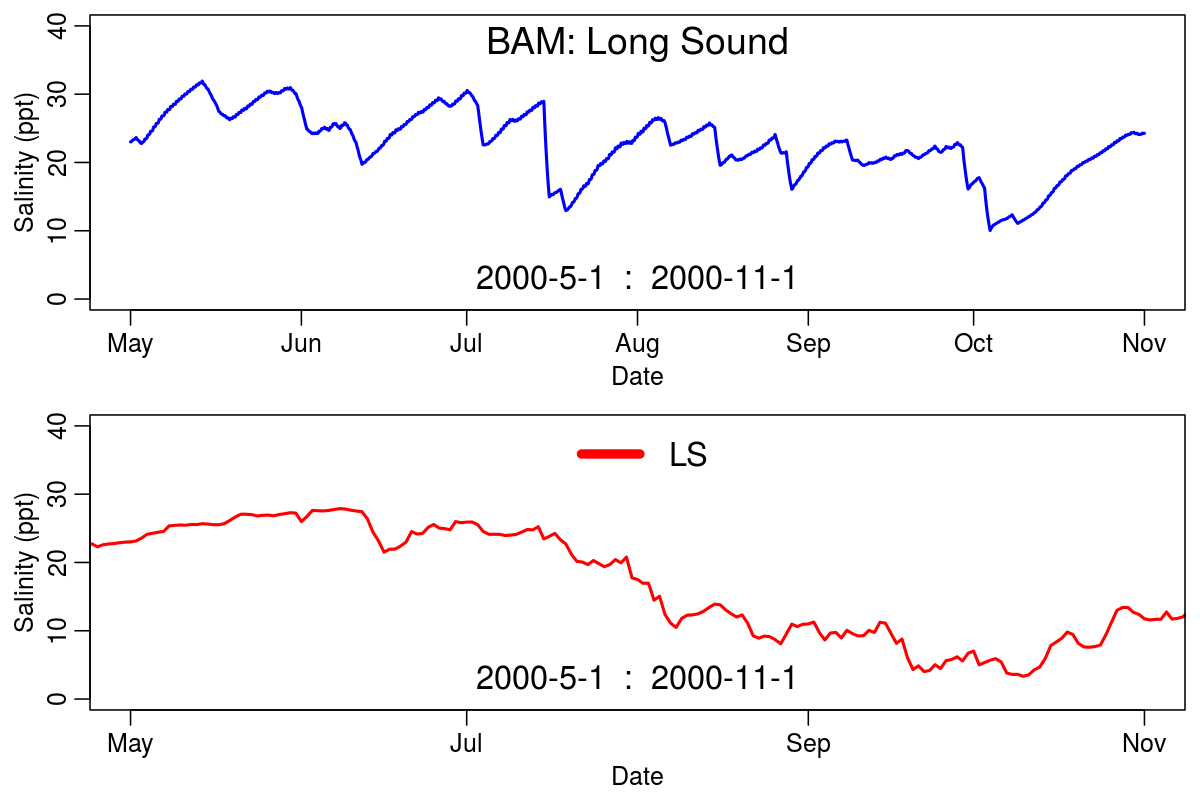 BAM: Long Sound
40
30
20
10
0
Salinity (ppt)
2000-5-1 : 2000-11-1
May Jun Jul Aug Sep Oct Nov
Date
LS
40
30
20
10
0
Salinity (ppt)
2000-5-1 : 2000-11-1
May Jul Sep Nov
Date